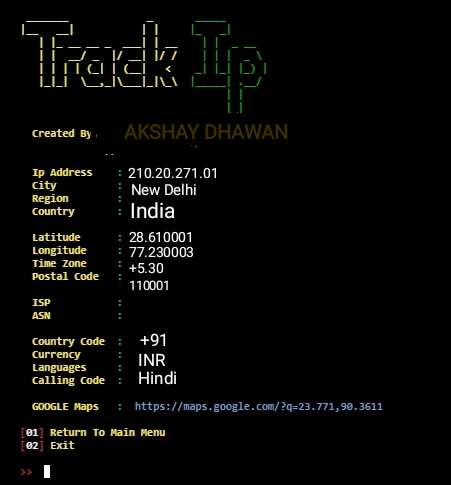 Track Ip
Created By
AKSHAY DHAWAN
Ip Address : 210.20.271.01
City : New Delhi
Region :
Country : India
Latitude : 28.610001
Longitude : 77.230003
Time Zone : +5.30
Postal Code : 110001
ISP :
ASN :
Country Code : +91
Currency : INR
Languages :
Calling Code : Hindi
GOOGLE Maps : https://maps.google.com/?q=23.771,90.3611
[01] Return To Main Menu
[02] Exit
>>